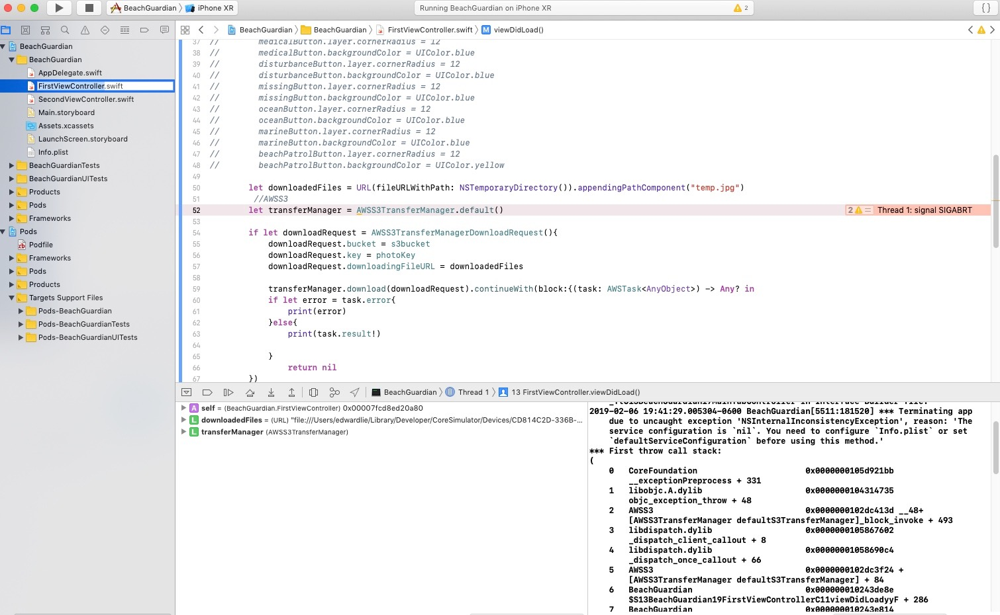 BeachGuardian iPhone XR
Running BeachGuardian on iPhone XR
2
{ }
BeachGuardian BeachGuardian FirstViewController.swift M viewDidLoad()
BeachGuardian
BeachGuardian
AppDelegate.swift
FirstViewController.swift
SecondViewController.swift
Main.storyboard
Assets.xcassets
LaunchScreen.storyboard
Info.plist
BeachGuardianTests
BeachGuardianUITests
Products
Pods
Frameworks
Pods
Podfile
Frameworks
Pods
Products
Targets Support Files
Pods-BeachGuardian
Pods-BeachGuardianTests
Pods-BeachGuardianUITests
37 // medicalButton.layer.cornerRadius = 12
38 // medicalButton.backgroundColor = UIColor.blue
39 // disturbanceButton.layer.cornerRadius = 12
40 // disturbanceButton.backgroundColor = UIColor.blue
41 // missingButton.layer.cornerRadius = 12
42 // missingButton.backgroundColor = UIColor.blue
43 // oceanButton.layer.cornerRadius = 12
44 // oceanButton.backgroundColor = UIColor.blue
45 // marineButton.layer.cornerRadius = 12
46 // marineButton.backgroundColor = UIColor.blue
47 // beachPatrolButton.layer.cornerRadius = 12
48 // beachPatrolButton.backgroundColor = UIColor.yellow
49
50 let downloadedFiles = URL(fileURLWithPath: NSTemporaryDirectory()).appendingPathComponent("temp.jpg")
51 //AWSS3
52 let transferManager = AWSS3TransferManager.default() 2 Thread 1: signal SIGABRT
53
54 if let downloadRequest = AWSS3TransferManagerDownloadRequest(){
55 downloadRequest.bucket = s3bucket
56 downloadRequest.key = photoKey
57 downloadRequest.downloadingFileURL = downloadedFiles
58
59 transferManager.download(downloadRequest).continueWith(block:{(task: AWSTask<AnyObject>) -> Any? in
60 if let error = task.error{
61 print(error)
62 }else{
63 print(task.result!)
64
65 }
66 return nil
67 })
BeachGuardian Thread 1 13 FirstViewController.viewDidLoad()
A self = (BeachGuardian.FirstViewController) 0x00007fcd8ed20a80
L downloadedFiles = (URL) "file:///Users/edwardlie/Library/Developer/CoreSimulator/Devices/CD814C2D-336B-...
L transferManager (AWSS3TransferManager)
2019-02-06 19:41:29.005304-0600 BeachGuardian[5511:181520] *** Terminating app
due to uncaught exception 'NSInternalInconsistencyException', reason: 'The
service configuration is `nil`. You need to configure `Info.plist` or set
`defaultServiceConfiguration` before using this method.'
*** First throw call stack:
(
0 CoreFoundation 0x0000000105d921bb
__exceptionPreprocess + 331
1 libobjc.A.dylib 0x0000000104314735
objc_exception_throw + 48
2 AWSS3 0x0000000102dc413d __48+
[AWSS3TransferManager defaultS3TransferManager]_block_invoke + 493
3 libdispatch.dylib 0x0000000105867602
_dispatch_client_callout + 8
4 libdispatch.dylib 0x00000001058690c4
_dispatch_once_callout + 66
5 AWSS3 0x0000000102dc3f24 +
[AWSS3TransferManager defaultS3TransferManager] + 84
6 BeachGuardian 0x000000010243de8e
$S13BeachGuardian19FirstViewControllerC11viewDidLoadyyF + 286
7 BeachGuardian 0x000000010243e814